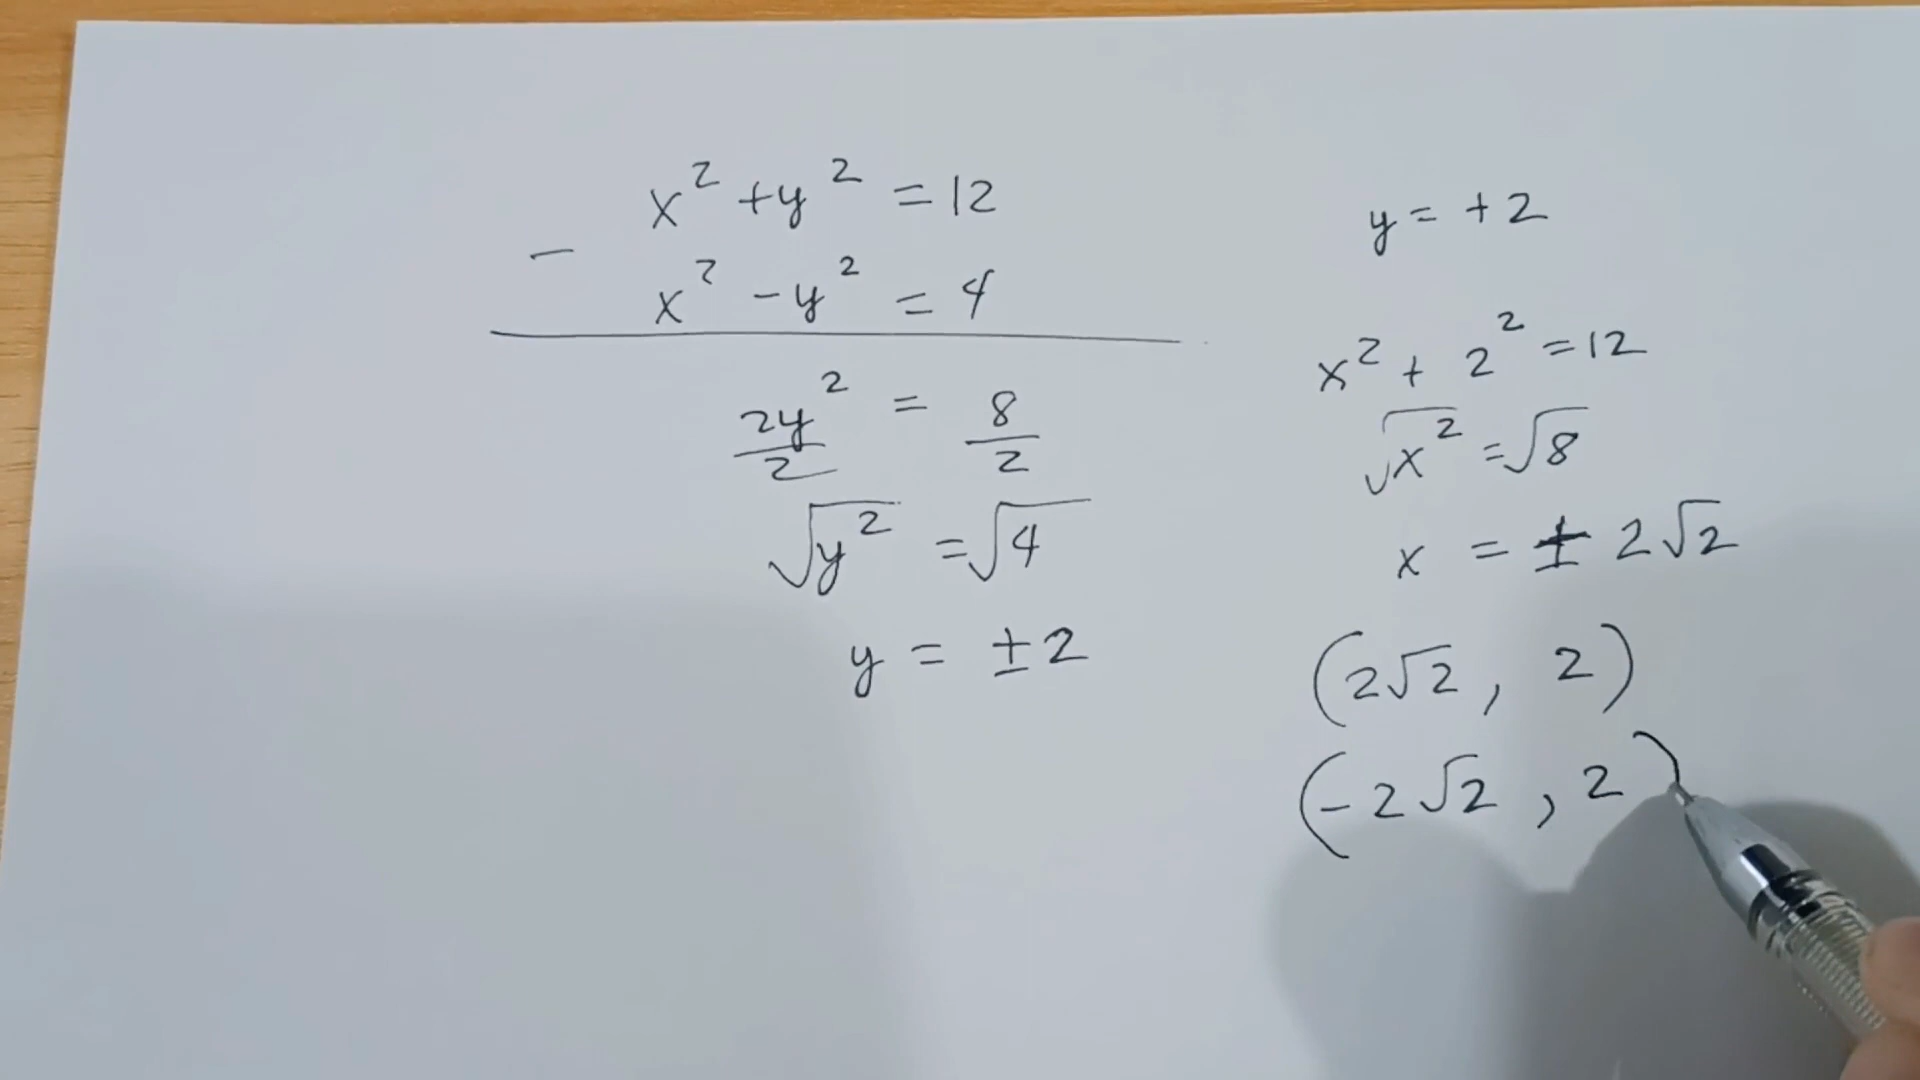 x² + y² = 12
−
x² − y² = 4
2y²/2 = 8/2
√y² = √4
y = ±2
y = +2
x² + 2² = 12
√x² = √8
x = ± 2√2
(2√2, 2)
(−2√2, 2)